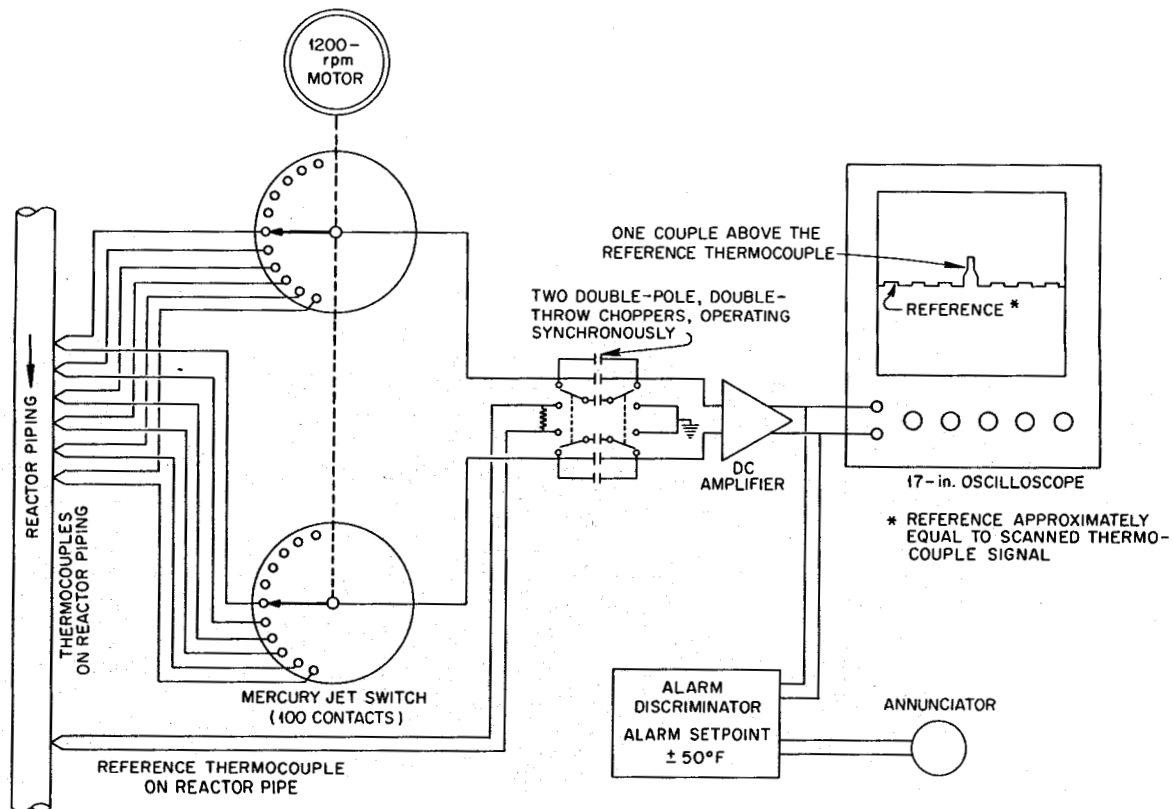 1200-
rpm
MOTOR
ONE COUPLE ABOVE THE
REFERENCE THERMOCOUPLE
REFERENCE *
TWO DOUBLE-POLE, DOUBLE-
THROW CHOPPERS, OPERATING
SYNCHRONOUSLY
REACTOR PIPING
THERMOCOUPLES
ON REACTOR PIPING
DC
AMPLIFIER
17-in. OSCILLOSCOPE
* REFERENCE APPROXIMATELY
EQUAL TO SCANNED THERMO-
COUPLE SIGNAL
MERCURY JET SWITCH
(100 CONTACTS)
REFERENCE THERMOCOUPLE
ON REACTOR PIPE
ALARM
DISCRIMINATOR
ALARM SETPOINT
± 50°F
ANNUNCIATOR